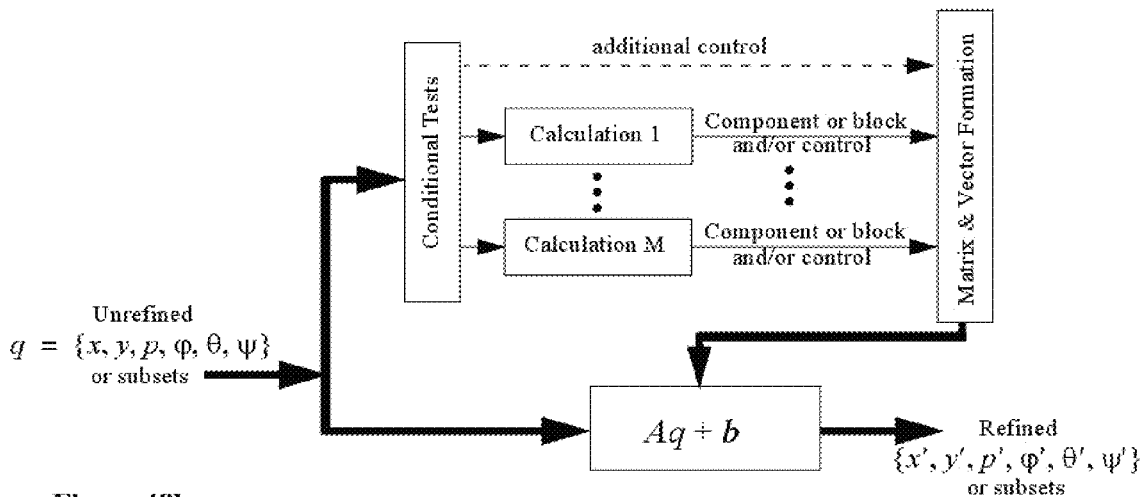 additional control
Conditional Tests
Calculation 1
Component or block
and/or control
Calculation M
Component or block
and/or control
Matrix & Vector Formation
Unrefined
q = {x, y, p, φ, θ, ψ}
or subsets
Aq + b
Refined
{x', y', p', φ', θ', ψ'}
or subsets